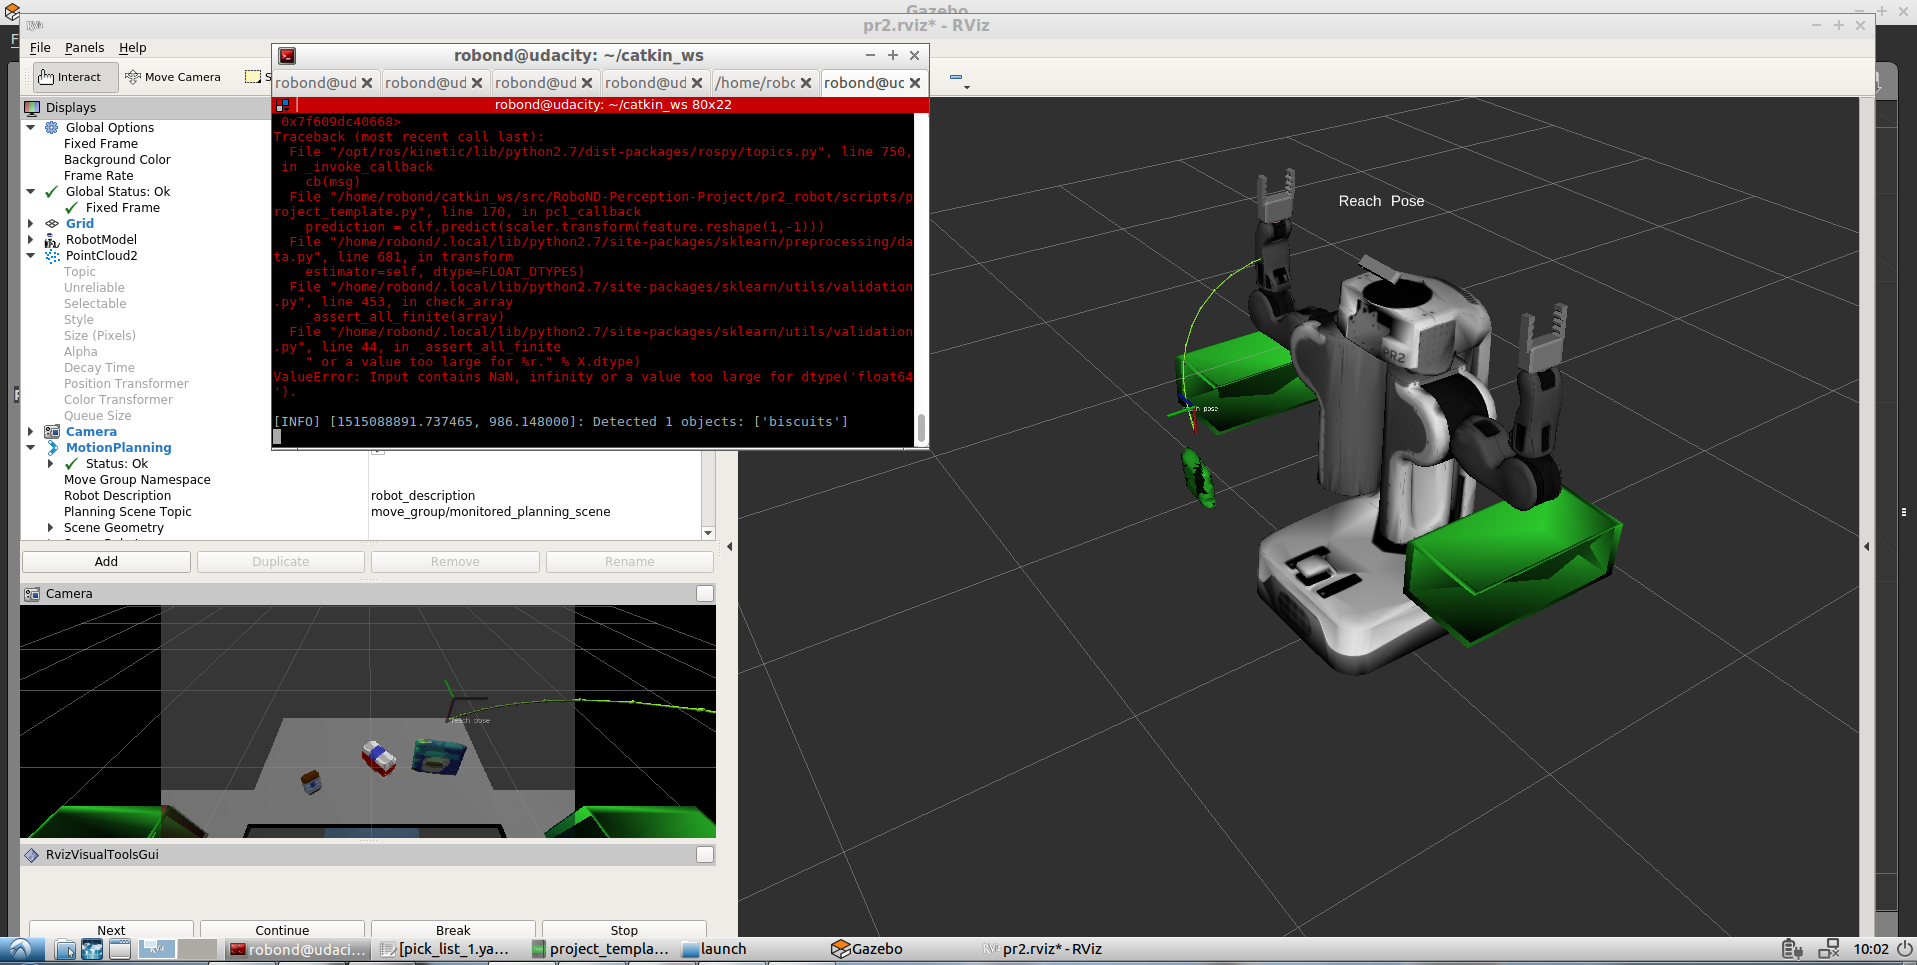 Gazebo
pr2.rviz* - RViz
File Panels Help
Interact
Move Camera
robond@udacity: ~/catkin_ws
robond@ud
robond@ud
robond@ud
robond@ud
/home/robo
robond@uc
robond@udacity: ~/catkin_ws 80x22
0x7f609dc40668>
Traceback (most recent call last):
File "/opt/ros/kinetic/lib/python2.7/dist-packages/rospy/topics.py", line 750,
in _invoke_callback
cb(msg)
File "/home/robond/catkin_ws/src/RoboND-Perception-Project/pr2_robot/scripts/p
roject_template.py", line 170, in pcl_callback
prediction = clf.predict(scaler.transform(feature.reshape(1,-1)))
File "/home/robond/.local/lib/python2.7/site-packages/sklearn/preprocessing/da
ta.py", line 681, in transform
estimator=self, dtype=FLOAT_DTYPES)
File "/home/robond/.local/lib/python2.7/site-packages/sklearn/utils/validation
.py", line 453, in check_array
_assert_all_finite(array)
File "/home/robond/.local/lib/python2.7/site-packages/sklearn/utils/validation
.py", line 44, in _assert_all_finite
" or a value too large for %r." % X.dtype)
ValueError: Input contains NaN, infinity or a value too large for dtype('float64
').
[INFO] [1515088891.737465, 986.148000]: Detected 1 objects: ['biscuits']
Displays
Global Options
Fixed Frame
Background Color
Frame Rate
Global Status: Ok
Fixed Frame
Grid
RobotModel
PointCloud2
Topic
Unreliable
Selectable
Style
Size (Pixels)
Alpha
Decay Time
Position Transformer
Color Transformer
Queue Size
Camera
MotionPlanning
Status: Ok
Move Group Namespace
Robot Description robot_description
Planning Scene Topic move_group/monitored_planning_scene
Scene Geometry
Add Duplicate Remove Rename
Camera
reach pose
RvizVisualToolsGui
Next Continue Break Stop
Reach Pose
PR2
pose
robond@udaci...
[pick_list_1.ya...
project_templa...
launch
Gazebo
pr2.rviz* - RViz
10:02